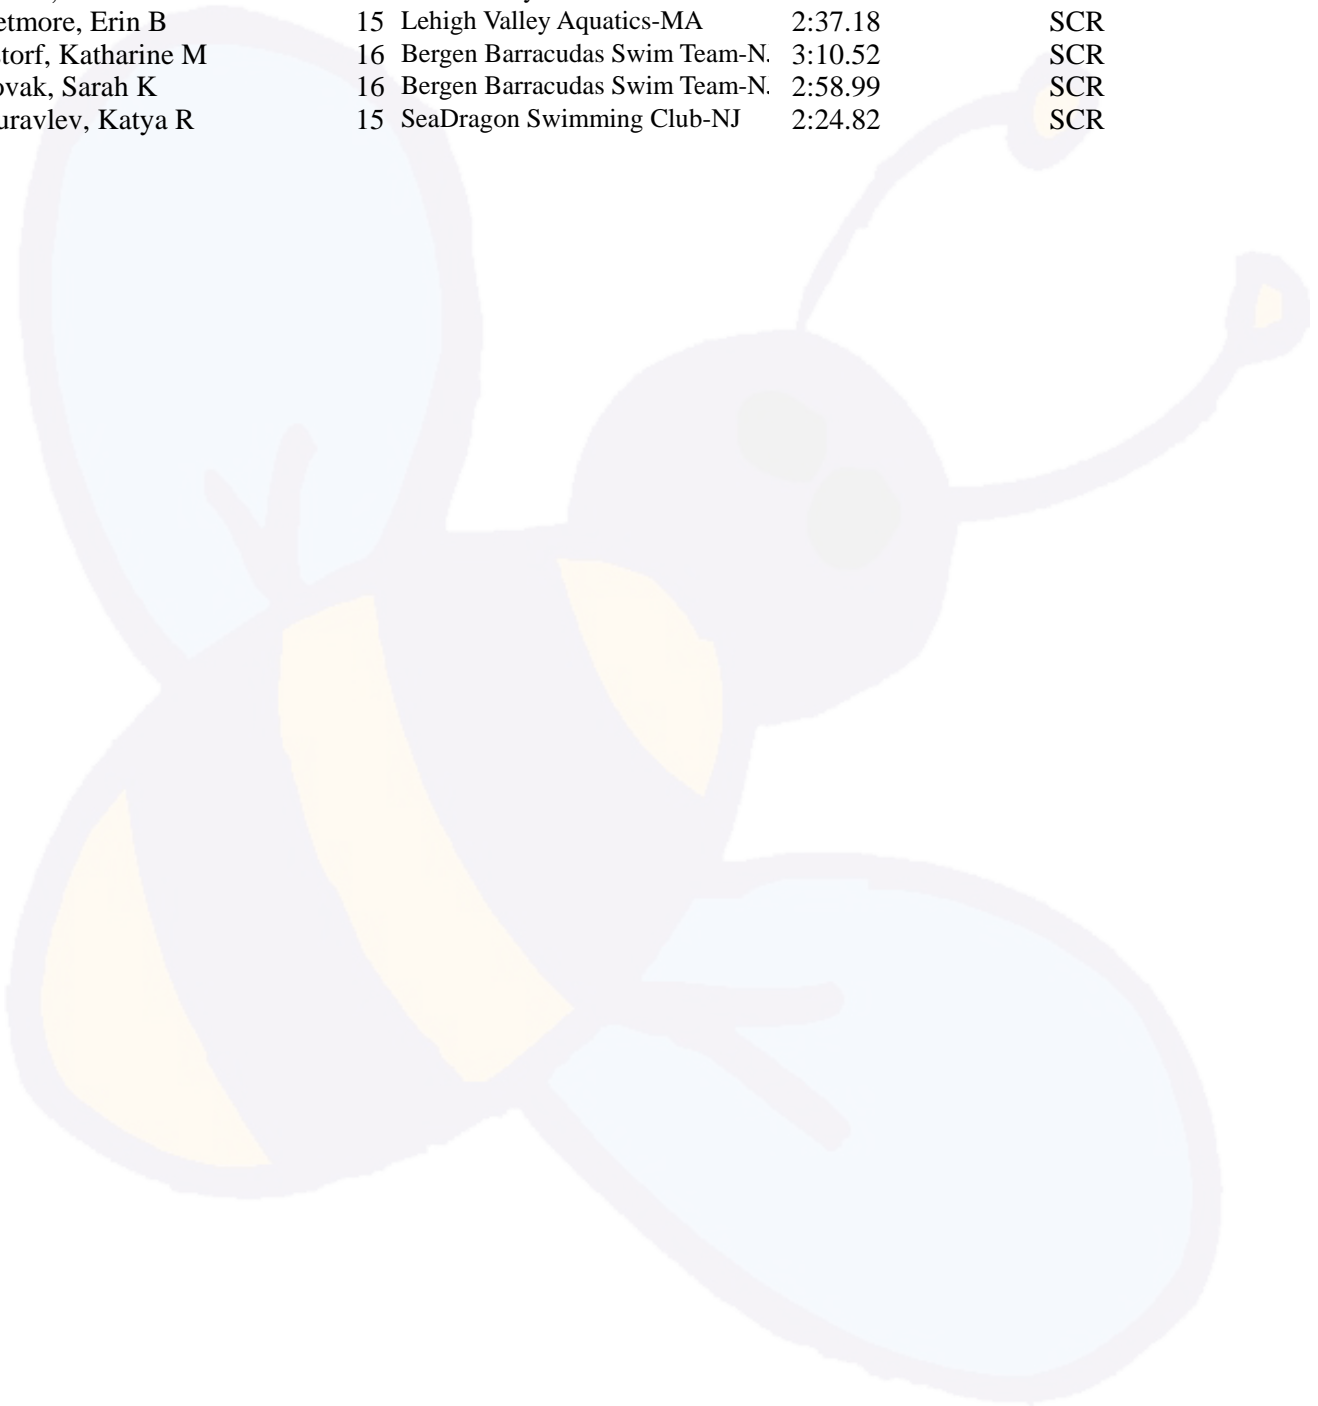 etmore, Erin B 15 Lehigh Valley Aquatics-MA 2:37.18 SCR
torf, Katharine M 16 Bergen Barracudas Swim Team-N. 3:10.52 SCR
ovak, Sarah K 16 Bergen Barracudas Swim Team-N. 2:58.99 SCR
uravlev, Katya R 15 SeaDragon Swimming Club-NJ 2:24.82 SCR